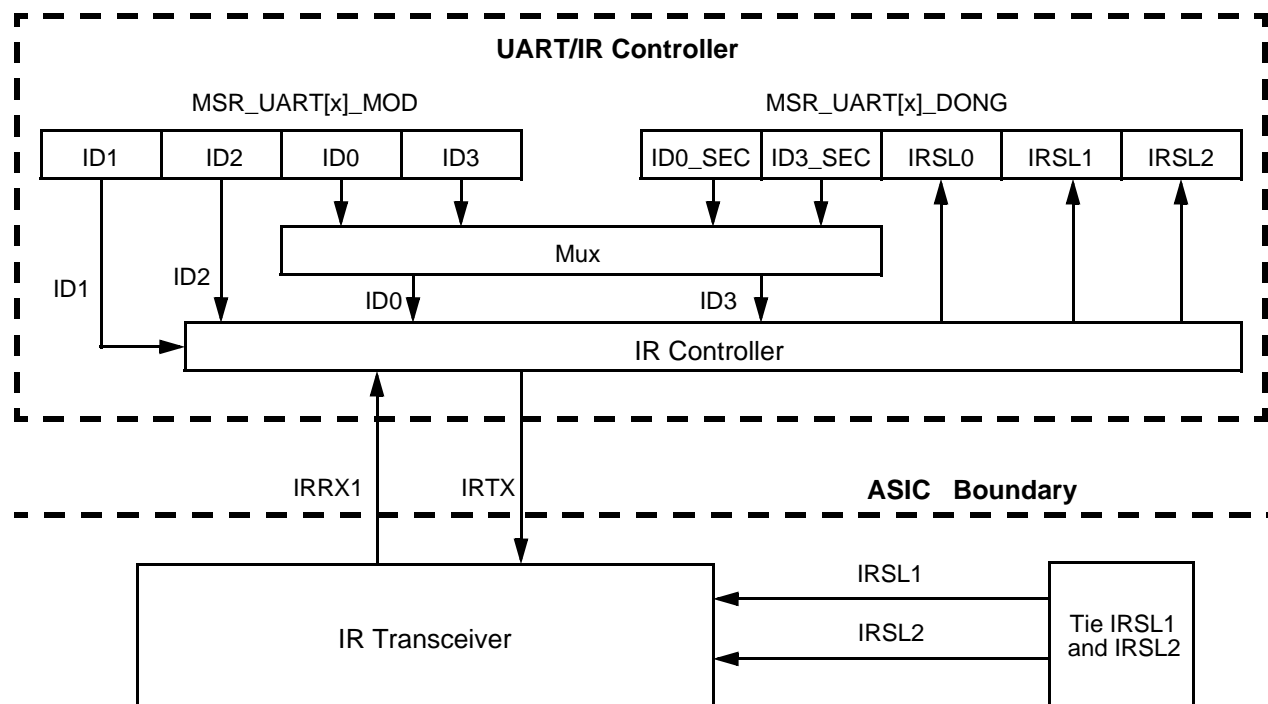 UART/IR Controller
MSR_UART[x]_MOD
MSR_UART[x]_DONG
ID1 ID2 ID0 ID3
ID0_SEC ID3_SEC IRSL0 IRSL1 IRSL2
Mux
ID1
ID2
ID0
ID3
IR Controller
IRRX1
IRTX
ASIC Boundary
IRSL1
IRSL2
IR Transceiver
Tie IRSL1
and IRSL2